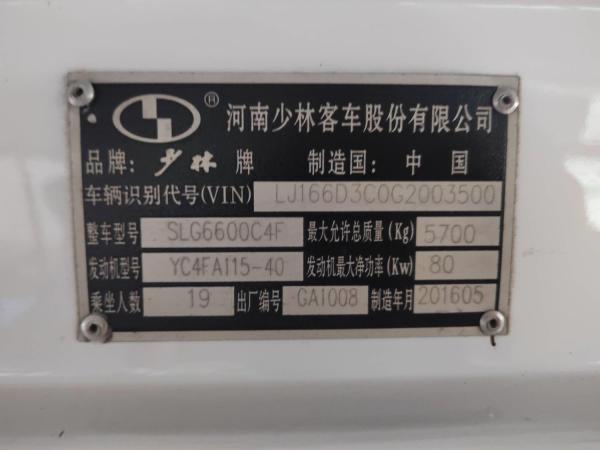 ® 河南少林客车股份有限公司
品牌：少林牌 制造国：中国
车辆识别代号(VIN) LJ166D3C0G2003500
整车型号 SLG6600C4F 最大允许总质量(Kg) 5700
发动机型号 YC4FA115-40 发动机最大净功率(Kw) 80
乘坐人数 19 出厂编号 GA1008 制造年月 201605